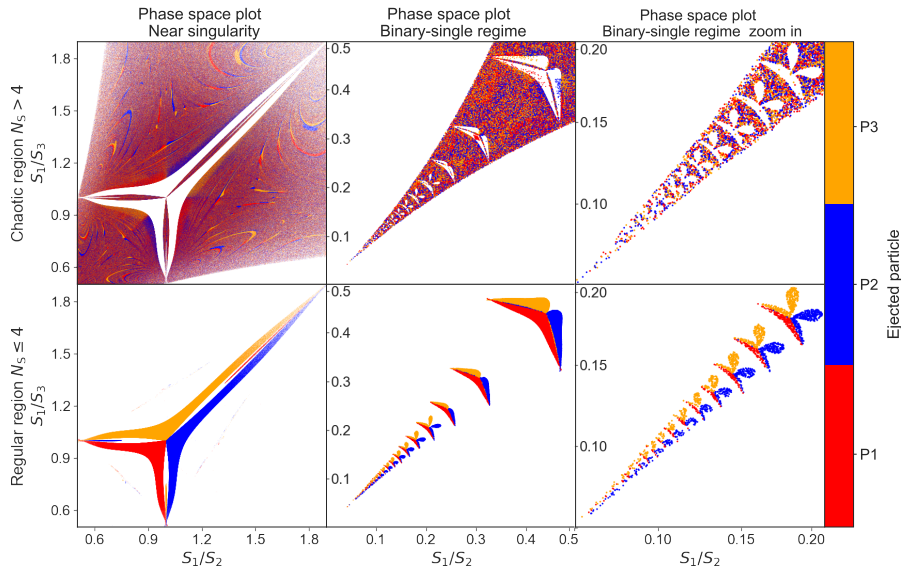 Phase space plot
Near singularity
Phase space plot
Binary-single regime
Phase space plot
Binary-single regime zoom in
Chaotic region N_S > 4
S_1/S_3
1.8
1.5
1.2
0.9
0.6
0.5
0.4
0.3
0.2
0.1
0.20
0.15
0.10
Regular region N_S ≤ 4
S_1/S_3
1.8
1.5
1.2
0.9
0.6
0.5
0.4
0.3
0.2
0.1
0.20
0.15
0.10
0.6 0.9 1.2 1.5 1.8
S_1/S_2
0.1 0.2 0.3 0.4 0.5
S_1/S_2
0.10 0.15 0.20
S_1/S_2
P3
P2
P1
Ejected particle